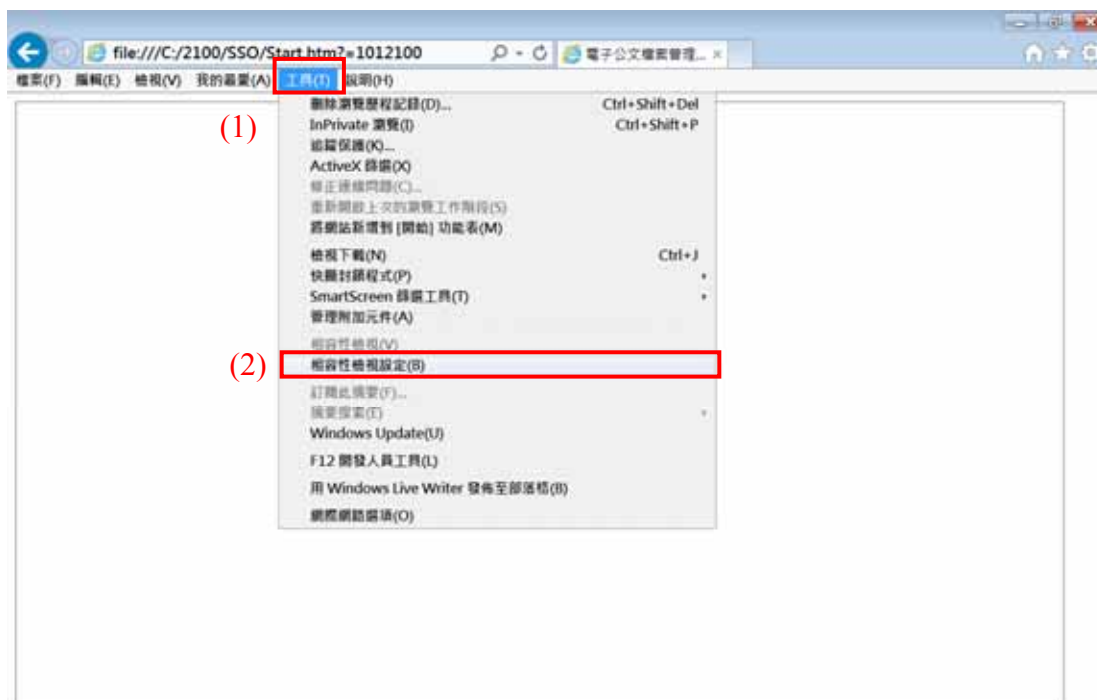 file:///C:/2100/SSO/Start.htm?=1012100 電子公文檔案管理... ×
檔案(F) 編輯(E) 檢視(V) 我的最愛(A) 工具(T) 說明(H)
(1)
刪除瀏覽歷程記錄(D)... Ctrl+Shift+Del
InPrivate 瀏覽(I) Ctrl+Shift+P
追蹤保護(K)...
ActiveX 篩選(X)
修正連線問題(C)...
重新開啟上次的瀏覽工作階段(S)
將網站新增到 [開始] 功能表(M)
檢視下載(N) Ctrl+J
快顯封鎖程式(P)
SmartScreen 篩選工具(T)
管理附加元件(A)
相容性檢視(V)
(2) 相容性檢視設定(B)
訂閱此摘要(F)...
摘要探索(E)
Windows Update(U)
F12 開發人員工具(L)
用 Windows Live Writer 發佈至部落格(B)
網際網路選項(O)